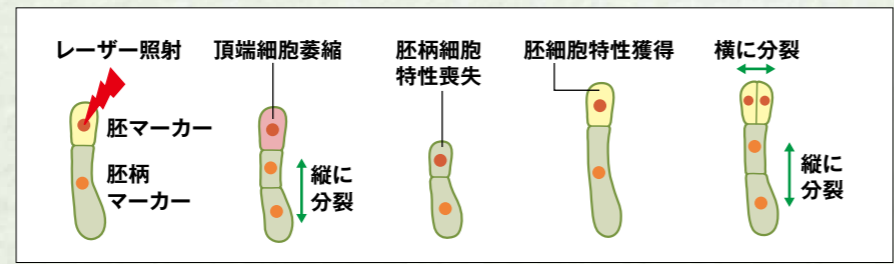 レーザー照射
胚マーカー
胚柄
マーカー
頂端細胞萎縮
縦に
分裂
胚柄細胞
特性喪失
胚細胞特性獲得
横に分裂
縦に
分裂